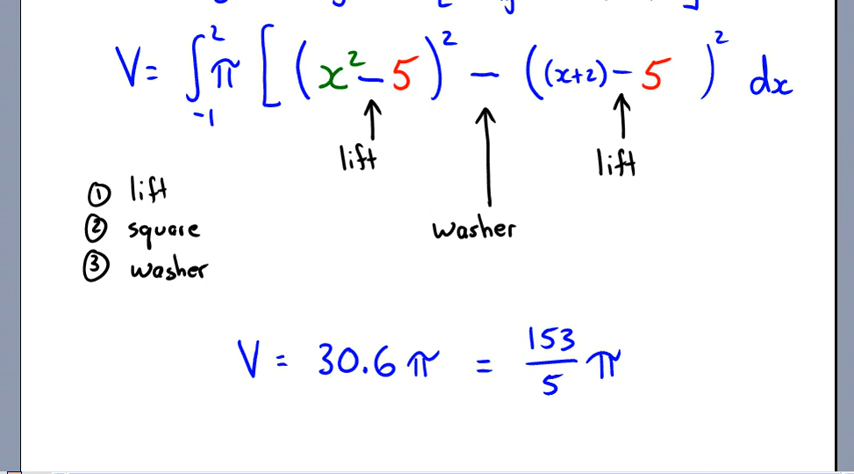 V = ∫₋₁² π [ (x² – 5)² – ((x+2) – 5)² dx
lift
lift
① lift
② square
washer
③ washer
V = 30.6 π = 153/5 π